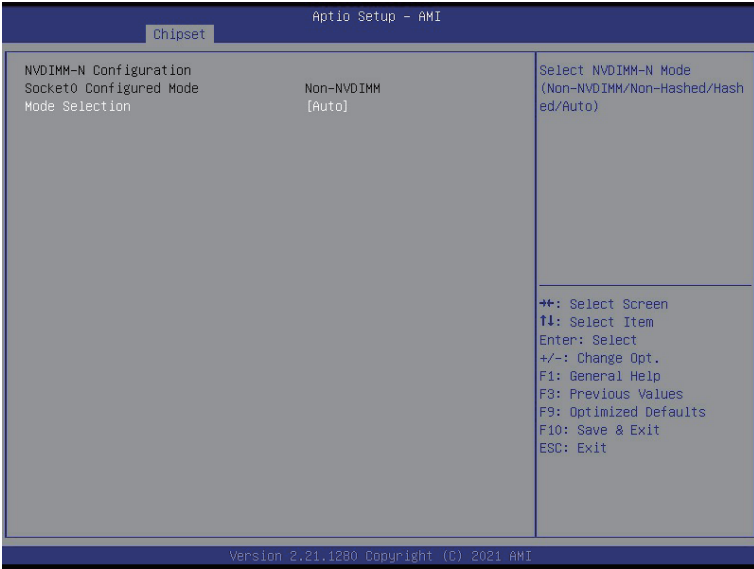 Aptio Setup – AMI
Chipset
NVDIMM-N Configuration
Socket0 Configured Mode Non-NVDIMM
Mode Selection [Auto]
Select NVDIMM-N Mode
(Non-NVDIMM/Non-Hashed/Hash
ed/Auto)
→←: Select Screen
↑↓: Select Item
Enter: Select
+/-: Change Opt.
F1: General Help
F3: Previous Values
F9: Optimized Defaults
F10: Save & Exit
ESC: Exit
Version 2.21.1280 Copyright (C) 2021 AMI